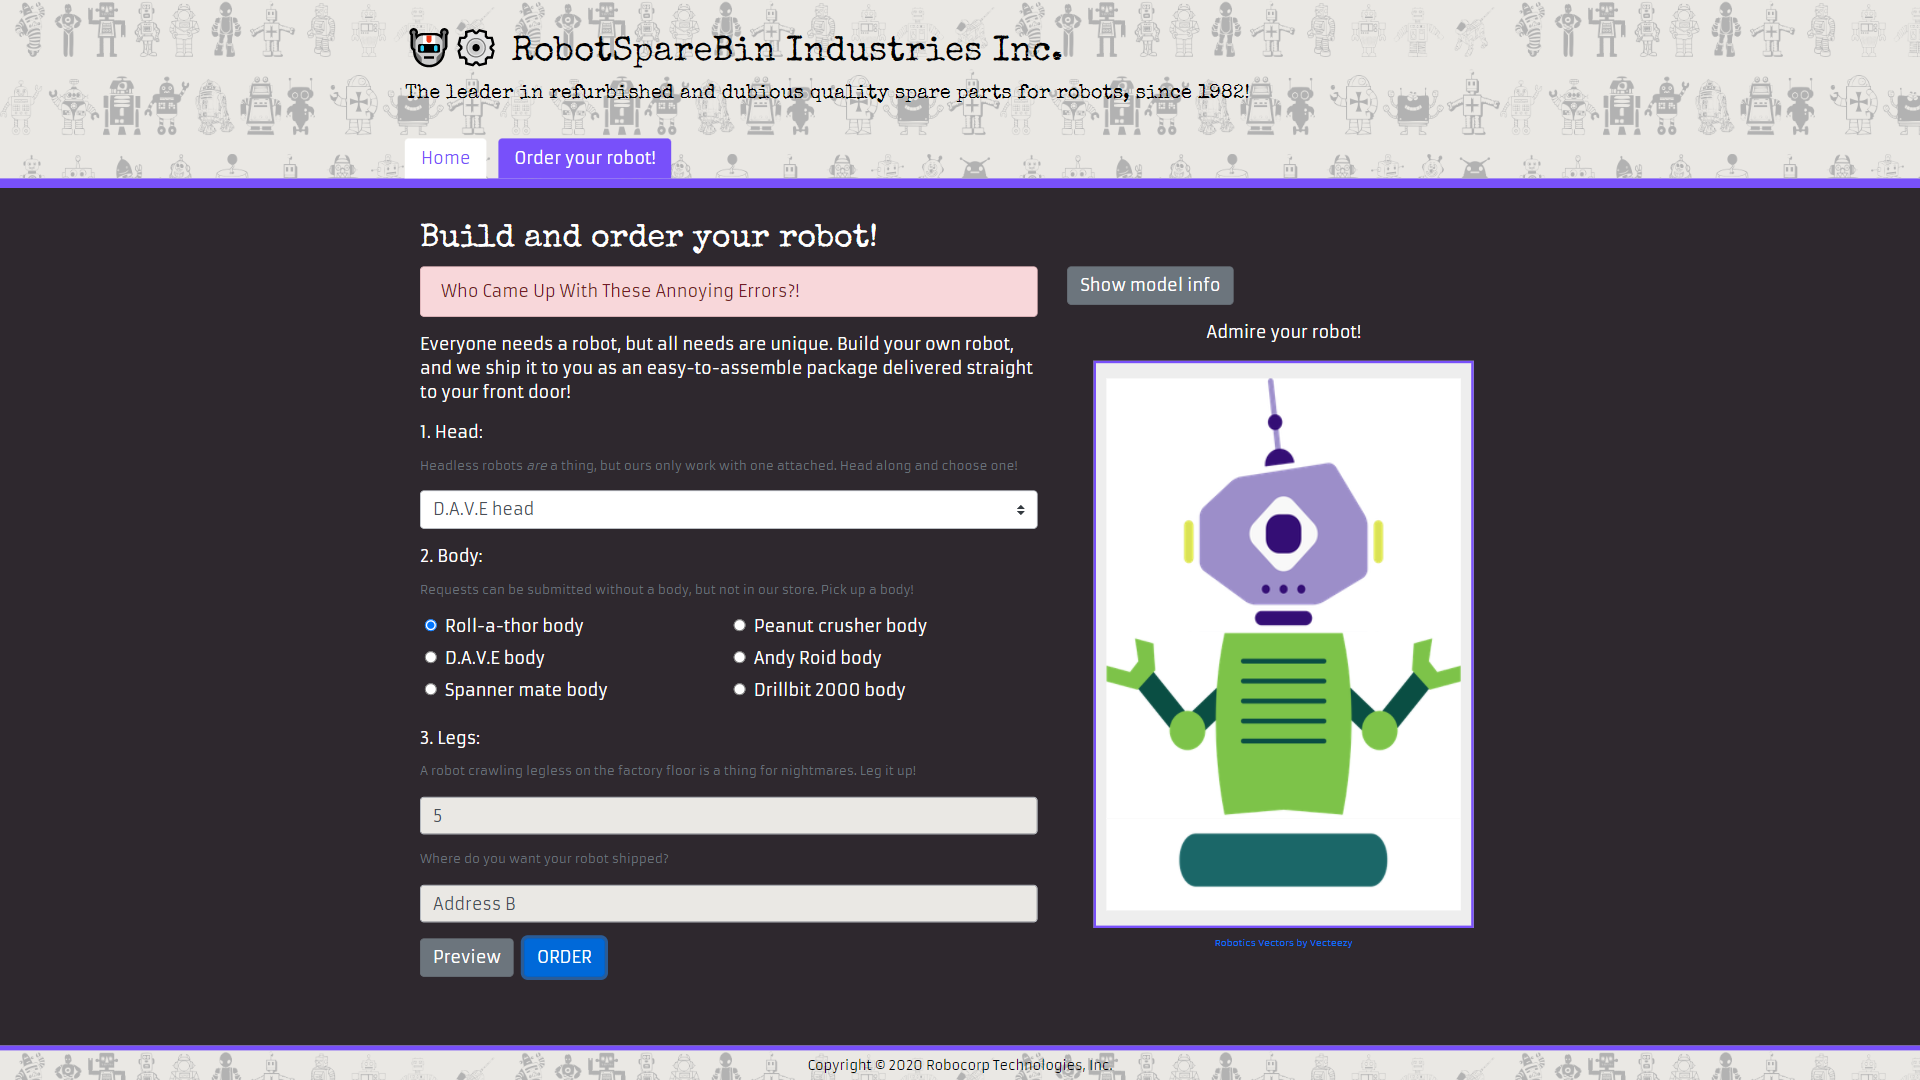 RobotSpareBin Industries Inc.
The leader in refurbished and dubious quality spare parts for robots, since 1982!
Home
Order your robot!
Build and order your robot!
Who Came Up With These Annoying Errors?!
Show model info
Everyone needs a robot, but all needs are unique. Build your own robot,
and we ship it to you as an easy-to-assemble package delivered straight
to your front door!
1. Head:
Headless robots are a thing, but ours only work with one attached. Head along and choose one!
D.A.V.E head
2. Body:
Requests can be submitted without a body, but not in our store. Pick up a body!
Roll-a-thor body
Peanut crusher body
D.A.V.E body
Andy Roid body
Spanner mate body
Drillbit 2000 body
3. Legs:
A robot crawling legless on the factory floor is a thing for nightmares. Leg it up!
5
Where do you want your robot shipped?
Address B
Preview
ORDER
Admire your robot!
Robotics Vectors by Vecteezy
Copyright © 2020 Robocorp Technologies, Inc.